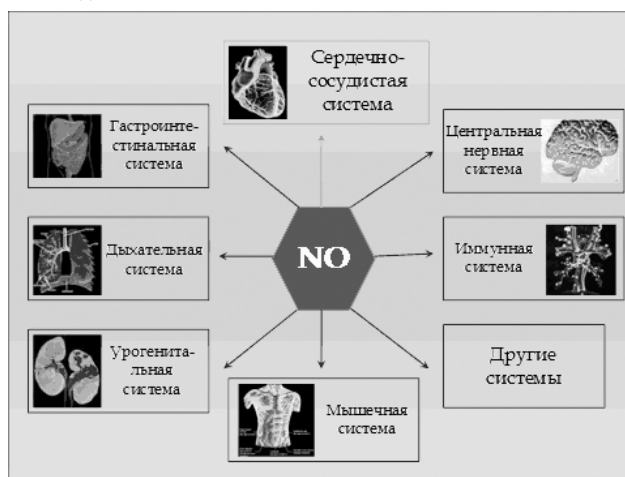 Сердечно-
сосудистая
система
Гастроинте-
стинальная
система
Центральная
нервная
система
Дыхательная
система
NO
Иммунная
система
Урогенита-
льная
система
Мышечная
система
Другие
системы